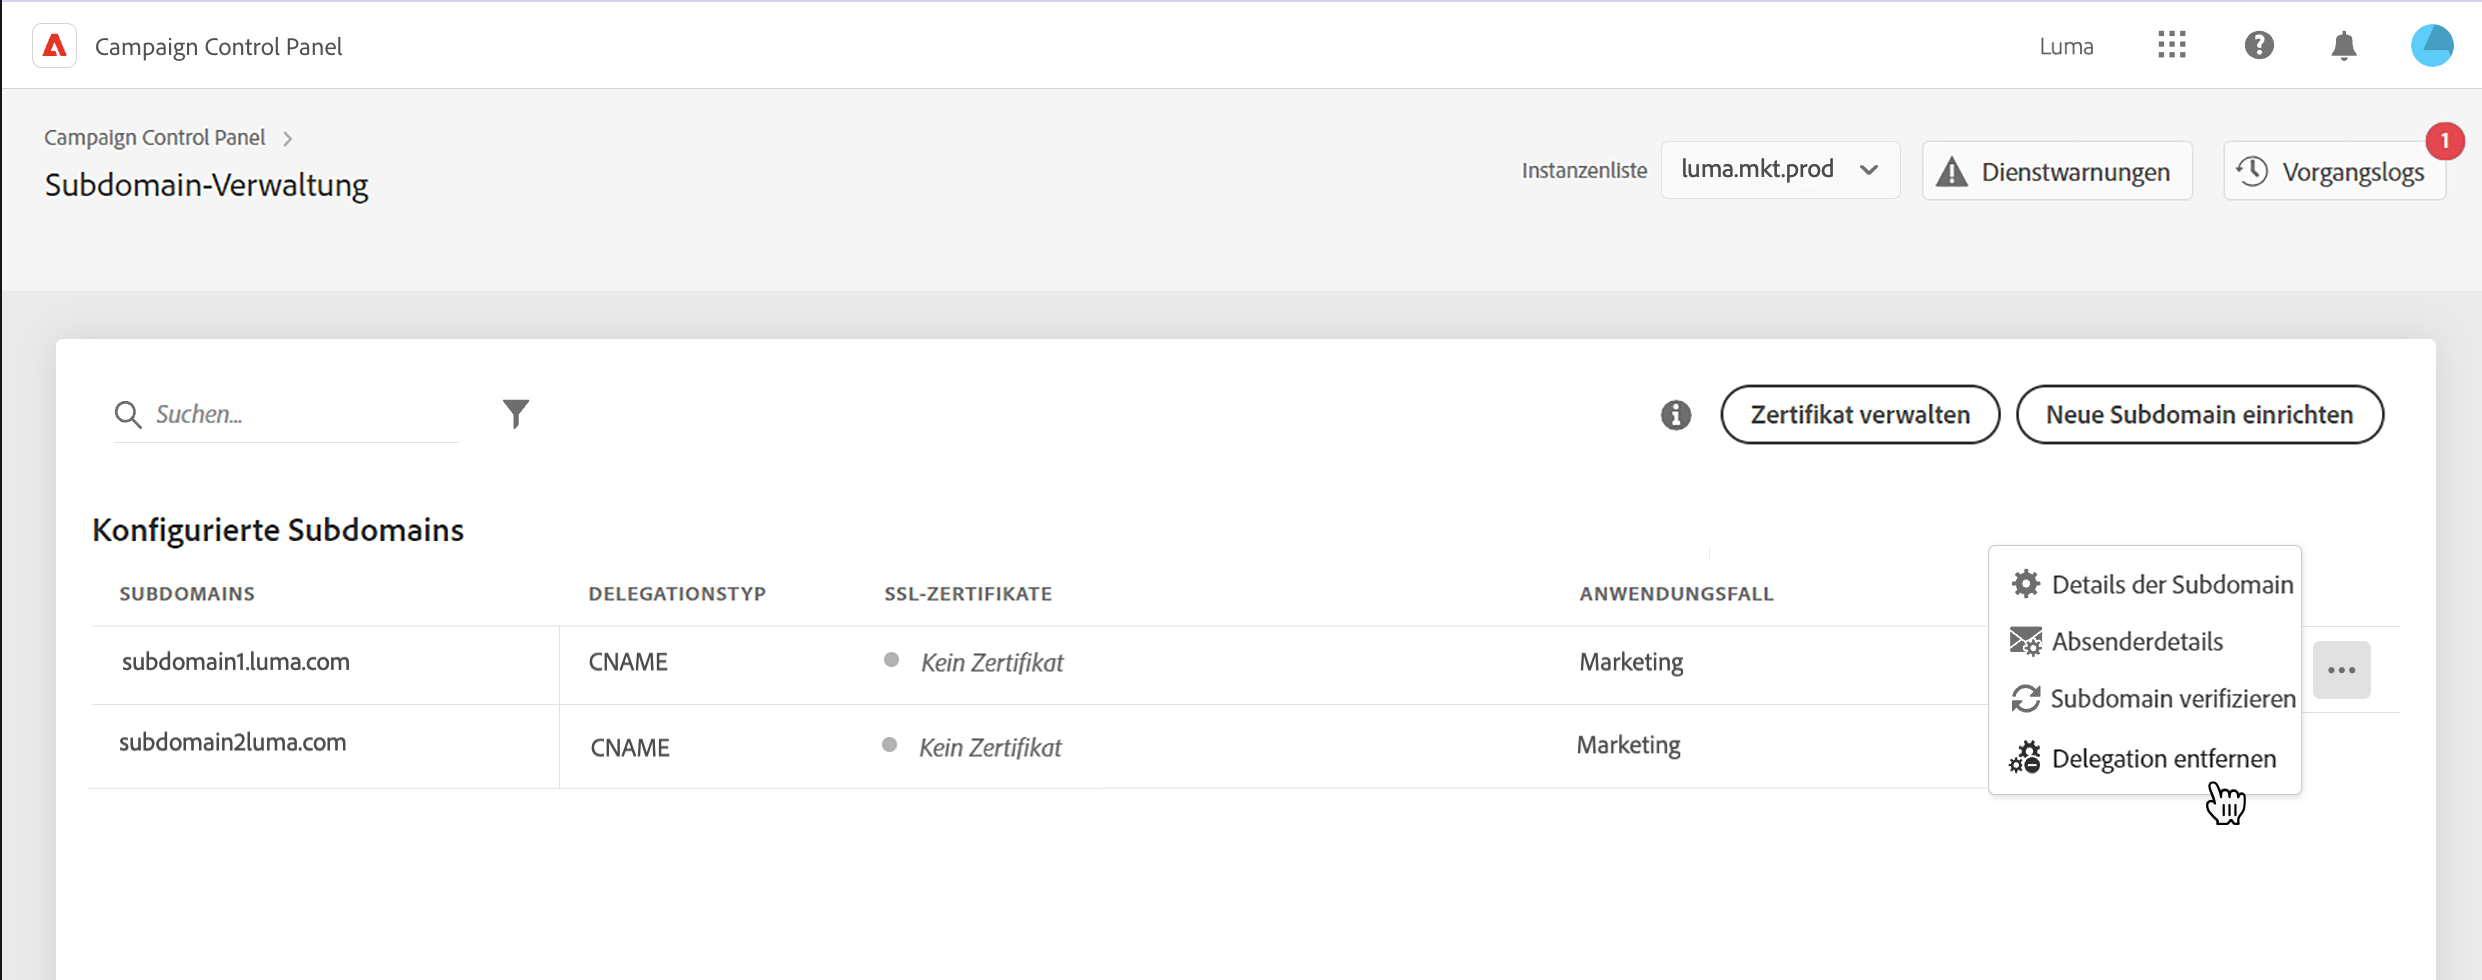 Campaign Control Panel
Luma
Campaign Control Panel
Subdomain-Verwaltung
Instanzenliste
luma.mkt.prod
Dienstwarnungen
Vorgangslogs
1
Suchen...
Zertifikat verwalten
Neue Subdomain einrichten
Konfigurierte Subdomains
SUBDOMAINS DELEGATIONSTYP SSL-ZERTIFIKATE ANWENDUNGSFALL
subdomain1.luma.com CNAME Kein Zertifikat Marketing
subdomain2luma.com CNAME Kein Zertifikat Marketing
Details der Subdomain
Absenderdetails
Subdomain verifizieren
Delegation entfernen